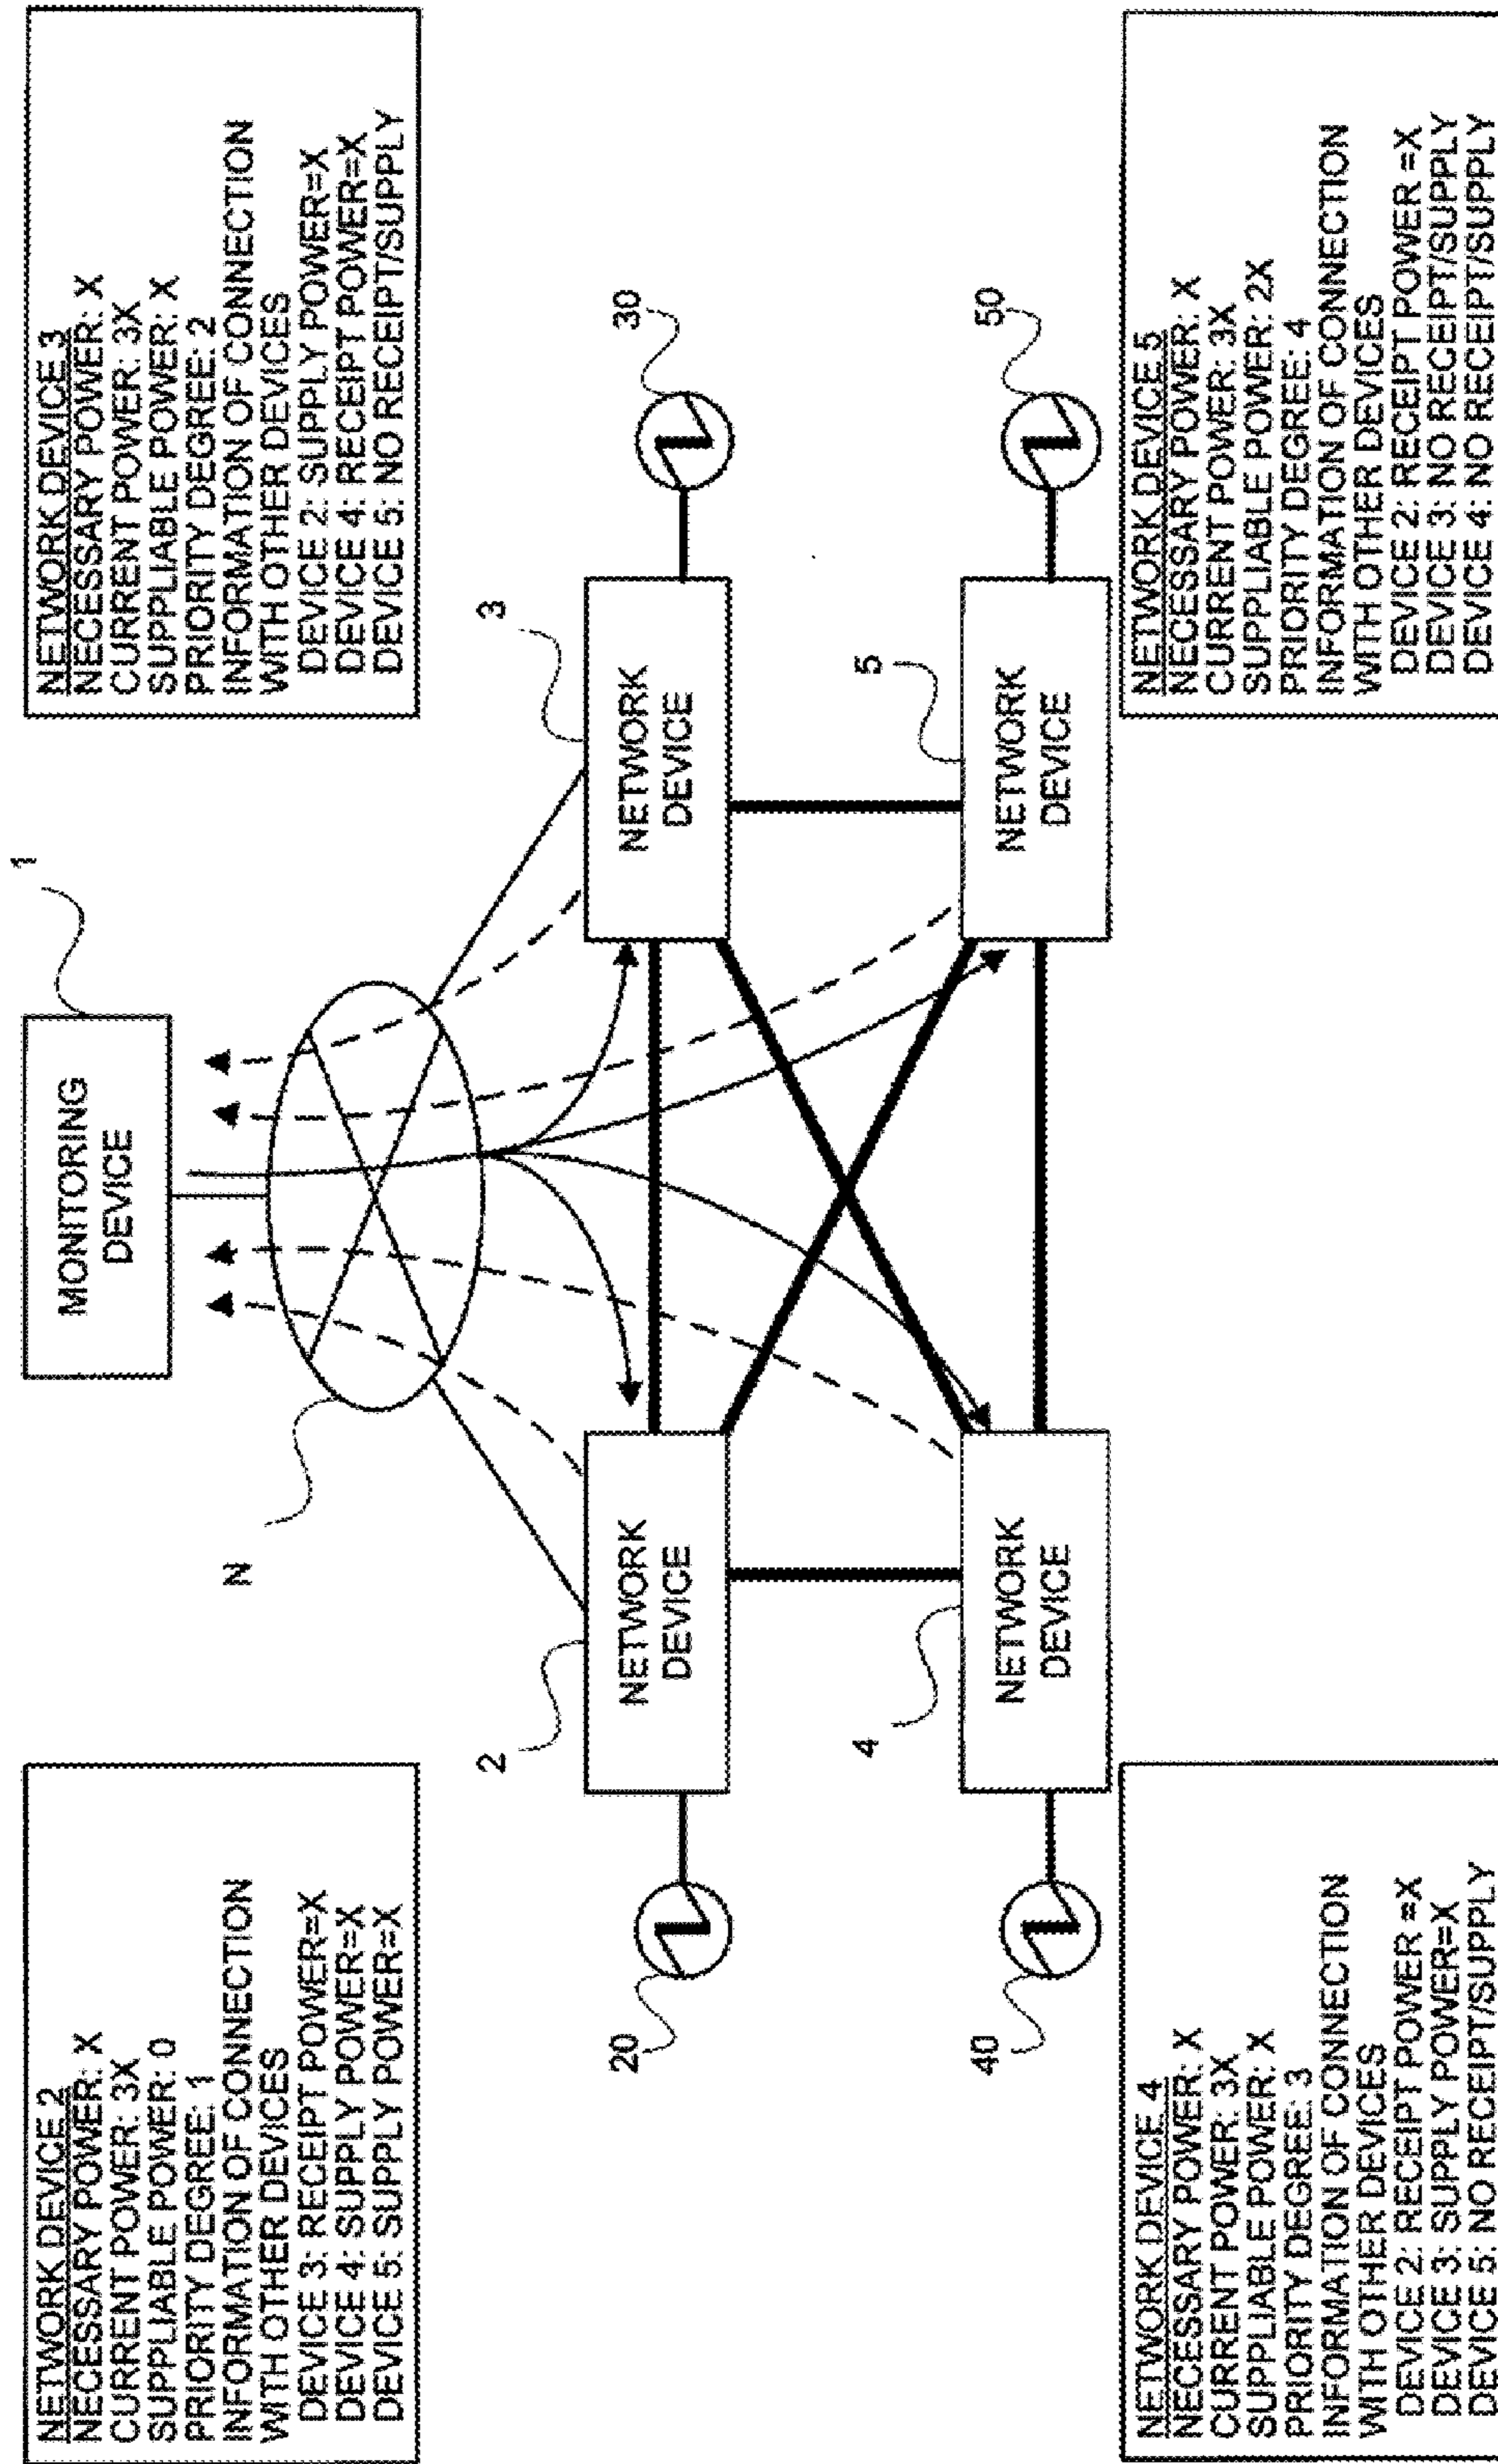 NETWORK DEVICE 2
NECESSARY POWER: X
CURRENT POWER: 3X
SUPPLIABLE POWER: 0
PRIORITY DEGREE: 1
INFORMATION OF CONNECTION
WITH OTHER DEVICES
DEVICE 3: RECEIPT POWER=X
DEVICE 4: SUPPLY POWER=X
DEVICE 5: SUPPLY POWER=X
MONITORING
DEVICE
1
N
NETWORK DEVICE 3
NECESSARY POWER: X
CURRENT POWER: 3X
SUPPLIABLE POWER: X
PRIORITY DEGREE: 2
INFORMATION OF CONNECTION
WITH OTHER DEVICES
DEVICE 2: SUPPLY POWER=X
DEVICE 4: RECEIPT POWER=X
DEVICE 5: NO RECEIPT/SUPPLY
20
2
NETWORK
DEVICE
3
NETWORK
DEVICE
30
40
4
NETWORK
DEVICE
5
NETWORK
DEVICE
50
NETWORK DEVICE 4
NECESSARY POWER: X
CURRENT POWER: 3X
SUPPLIABLE POWER: X
PRIORITY DEGREE: 3
INFORMATION OF CONNECTION
WITH OTHER DEVICES
DEVICE 2: RECEIPT POWER =X
DEVICE 3: SUPPLY POWER=X
DEVICE 5: NO RECEIPT/SUPPLY
NETWORK DEVICE 5
NECESSARY POWER: X
CURRENT POWER: 3X
SUPPLIABLE POWER: 2X
PRIORITY DEGREE: 4
INFORMATION OF CONNECTION
WITH OTHER DEVICES
DEVICE 2: RECEIPT POWER =X
DEVICE 3: NO RECEIPT/SUPPLY
DEVICE 4: NO RECEIPT/SUPPLY